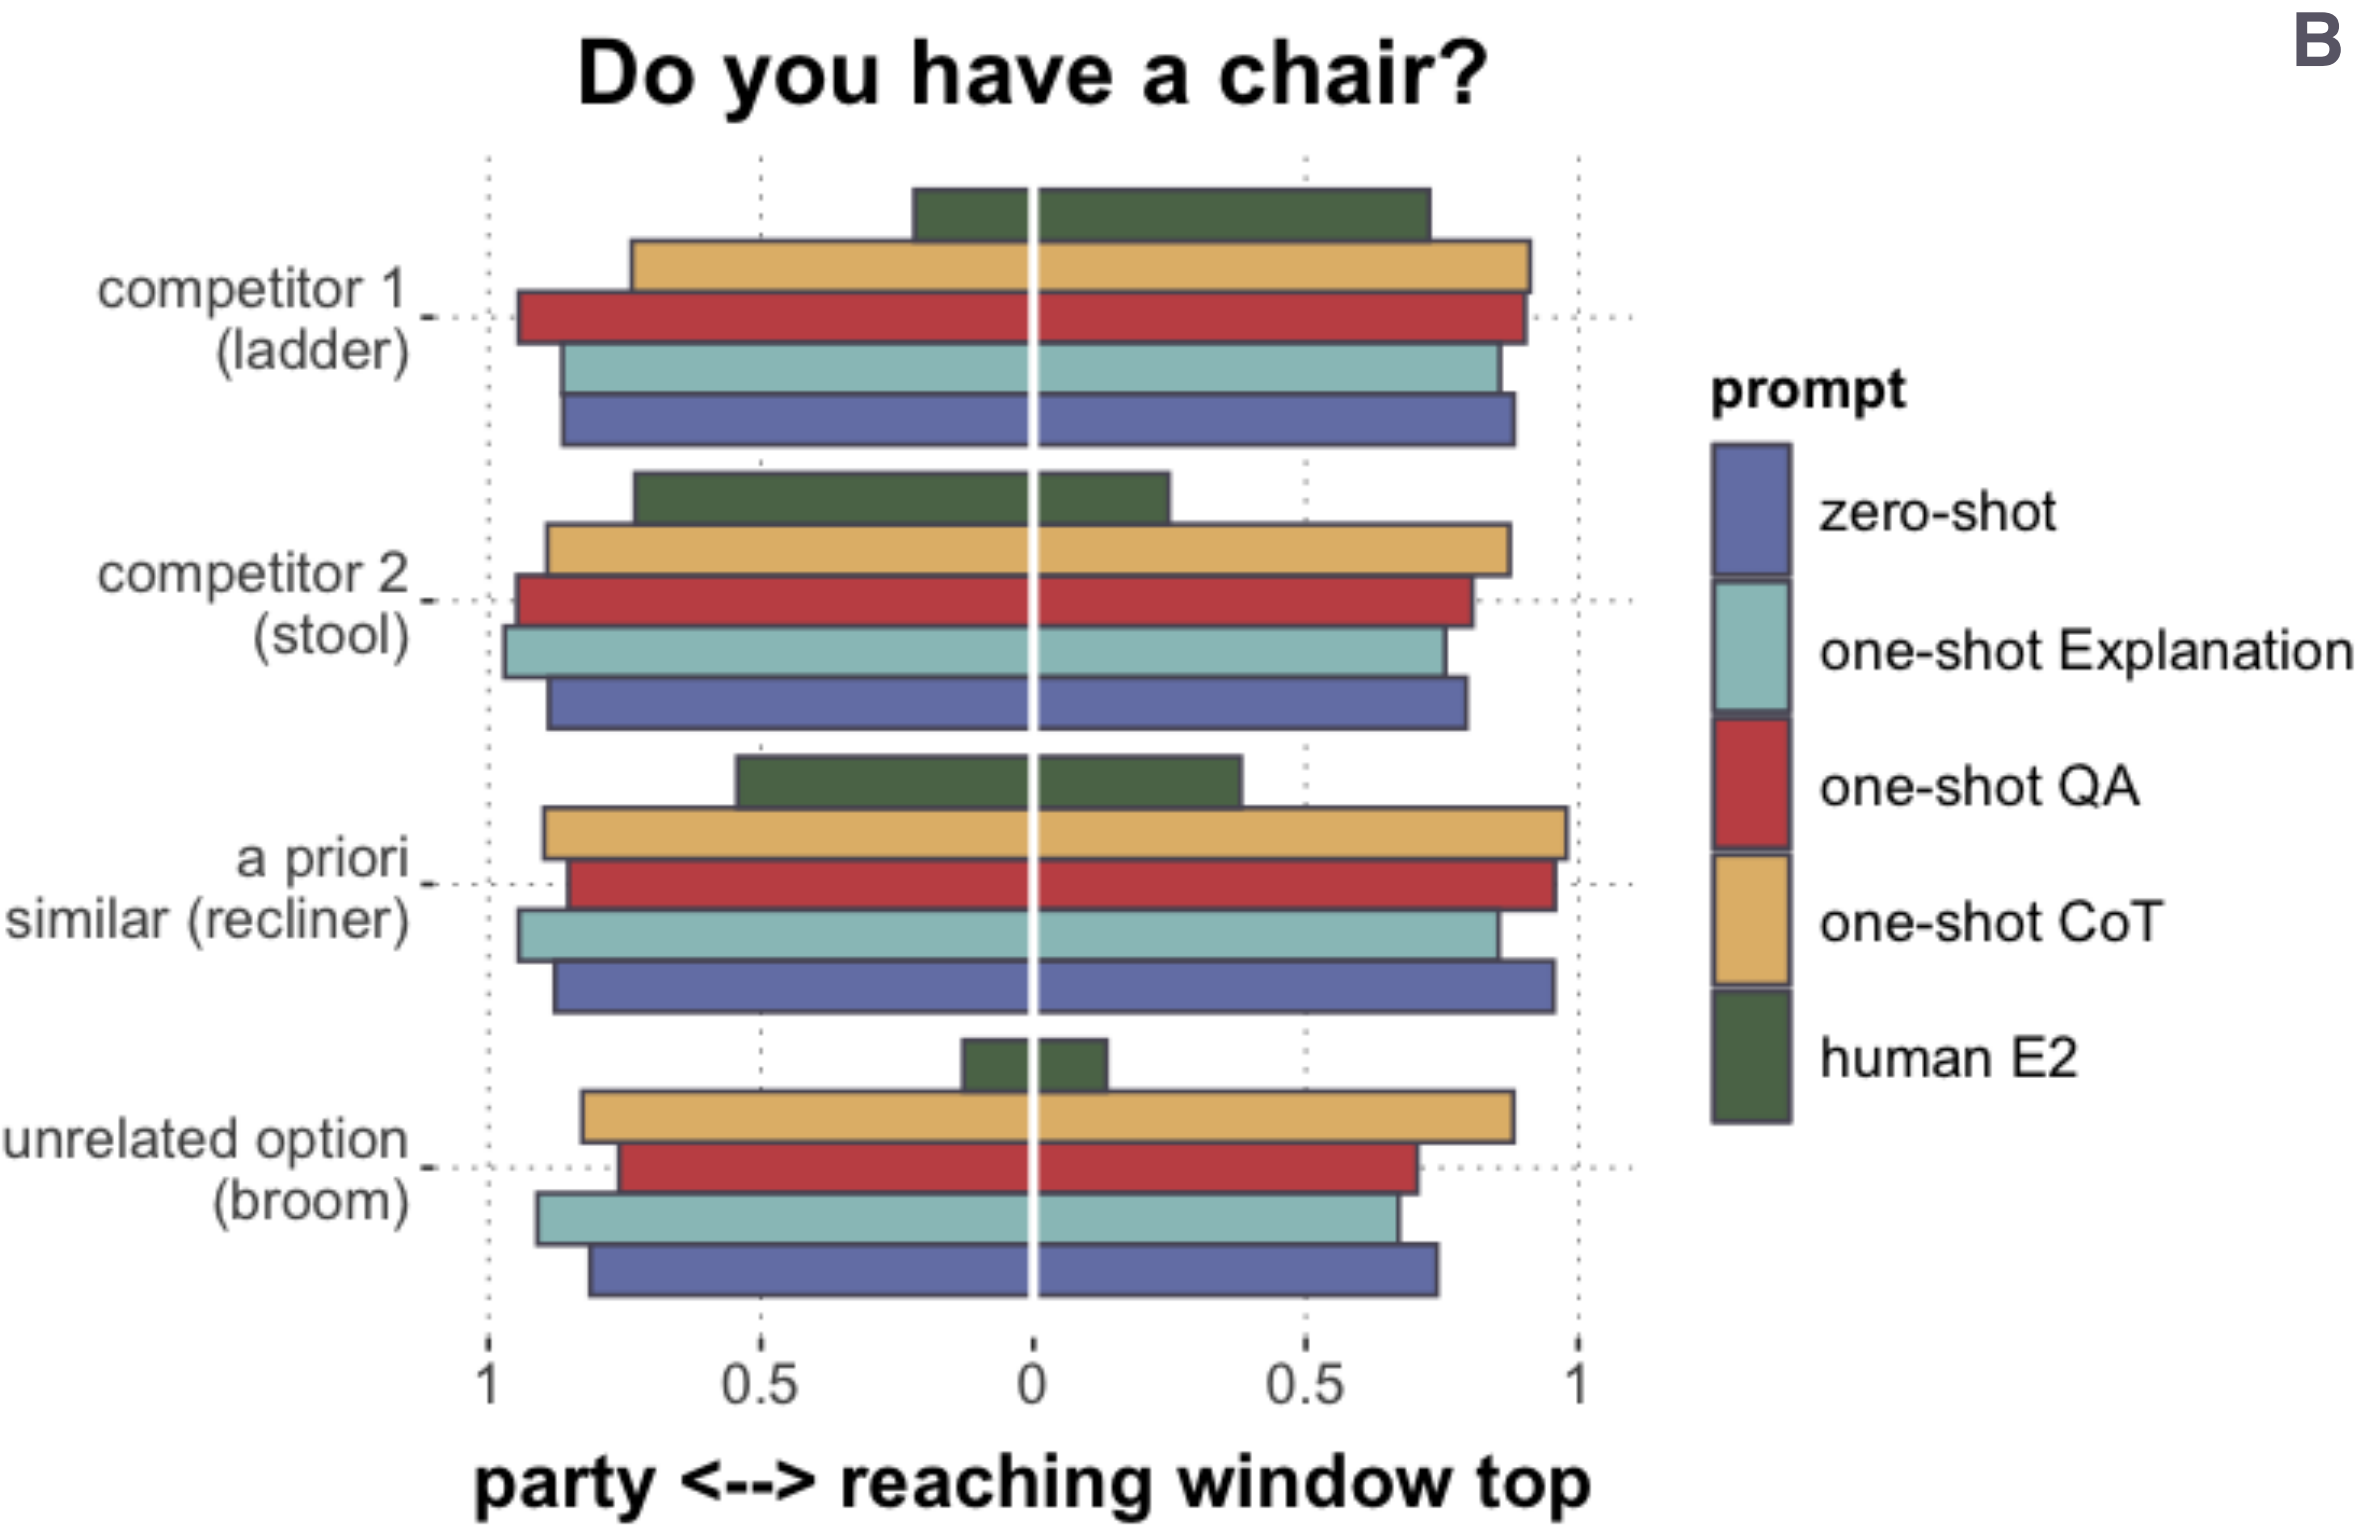 B
Do you have a chair?
competitor 1
(ladder)
competitor 2
(stool)
a priori
similar (recliner)
unrelated option
(broom)
1 0.5 0 0.5 1
party <--> reaching window top
prompt
zero-shot
one-shot Explanation
one-shot QA
one-shot CoT
human E2